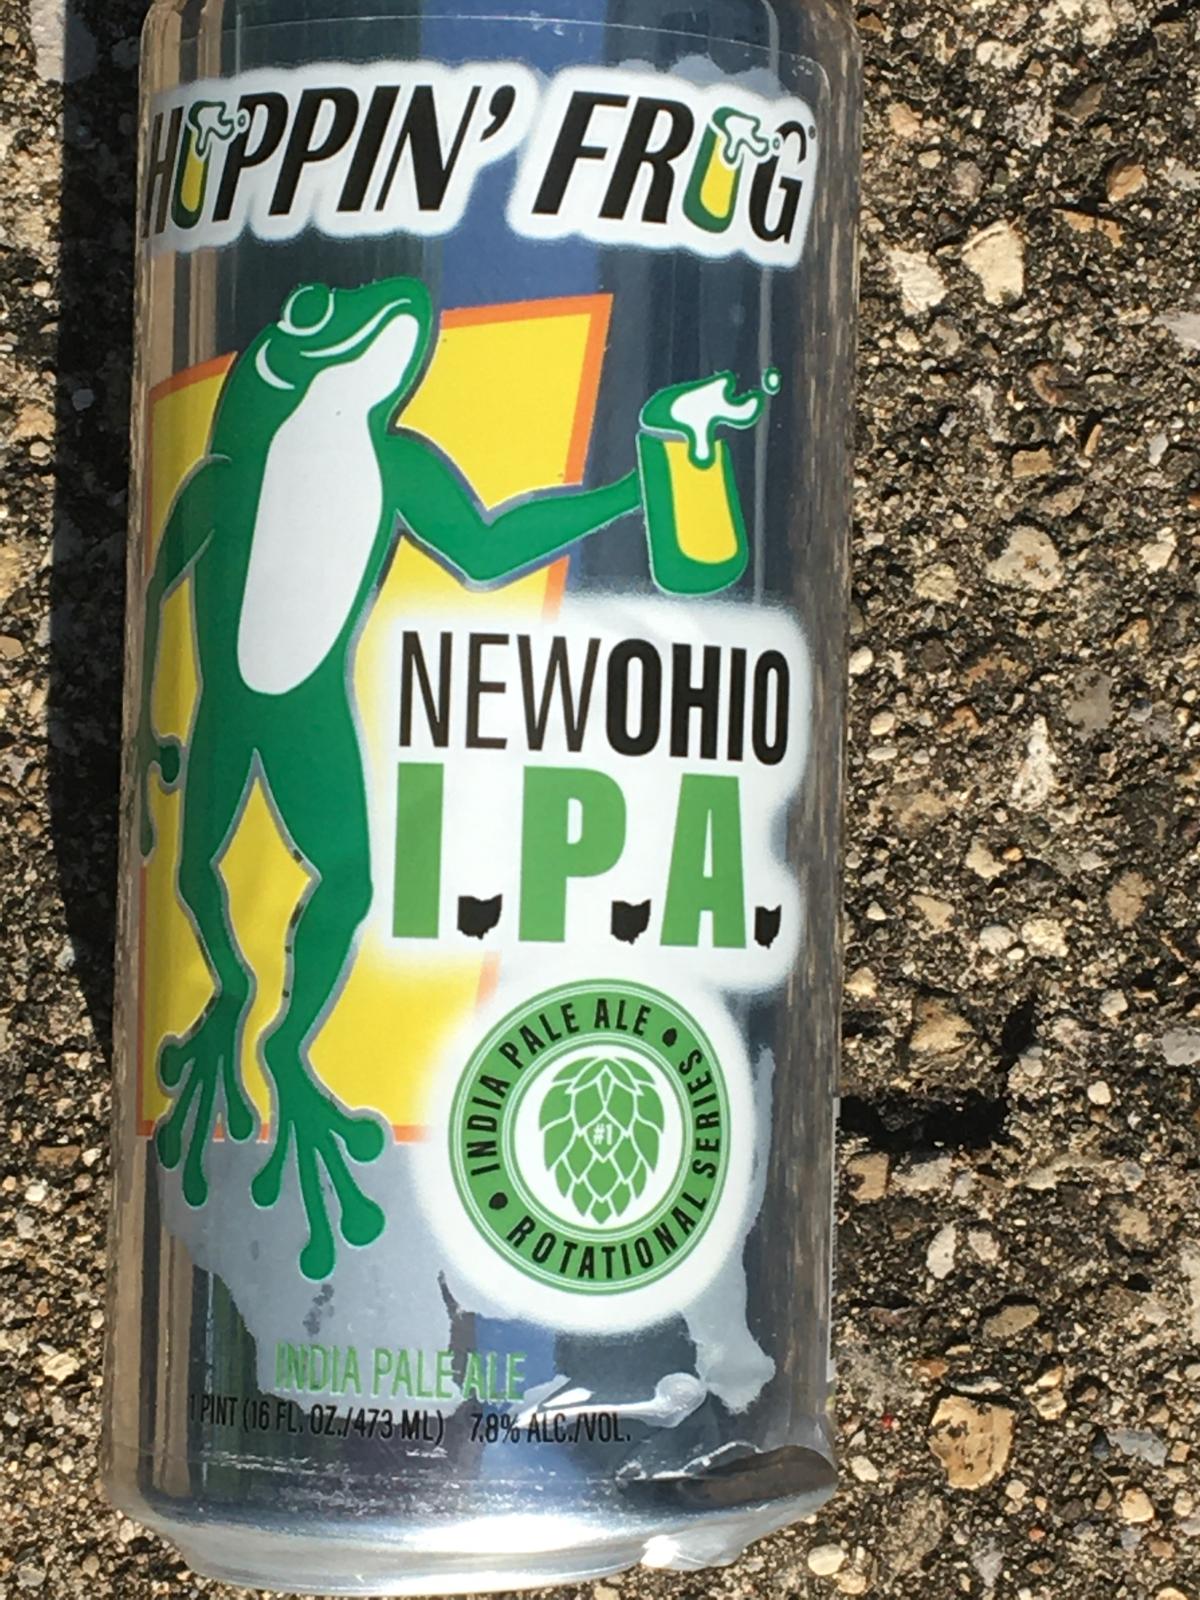 HOPPIN' FROG®
NEWOHIO
I.P.A.
INDIA PALE ALE • ROTATIONAL SERIES •
#1
INDIA PALE ALE
1 PINT (16 FL. OZ./473 ML) 7.8% ALC./VOL.